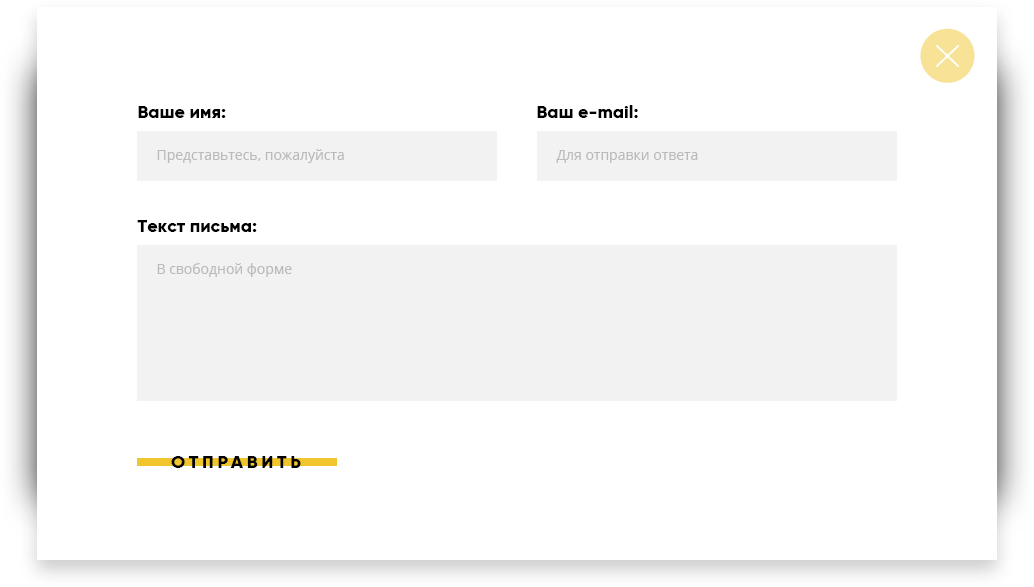 Ваше имя:
Ваш e-mail:
Представьтесь, пожалуйста
Для отправки ответа
Текст письма:
В свободной форме
ОТПРАВИТЬ